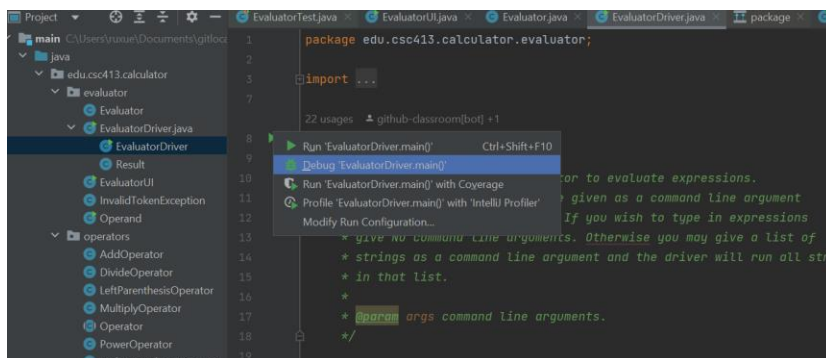 Project
EvaluatorTest.java
EvaluatorUI.java
Evaluator.java
EvaluatorDriver.java
package
main C:\Users\ruxue\Documents\gitloca
java
edu.csc413.calculator
evaluator
Evaluator
EvaluatorDriver.java
EvaluatorDriver
Result
EvaluatorUI
InvalidTokenException
Operand
operators
AddOperator
DivideOperator
LeftParenthesisOperator
MultiplyOperator
Operator
PowerOperator
1 package edu.csc413.calculator.evaluator;
2
3 import ...
7
22 usages github-classroom[bot] +1
8
Run 'EvaluatorDriver.main()' Ctrl+Shift+F10
9
Debug 'EvaluatorDriver.main()'
10 or to evaluate expressions.
Run 'EvaluatorDriver.main()' with Coverage
11 given as a command line argument
Profile 'EvaluatorDriver.main()' with 'IntelliJ Profiler'
12 If you wish to type in expressions
Modify Run Configuration...
13 * give NO command line arguments. Otherwise you may give a list of
14 * strings as a command line argument and the driver will run all str
15 * in that list.
16 *
17 * @param args command line arguments.
18 */
19